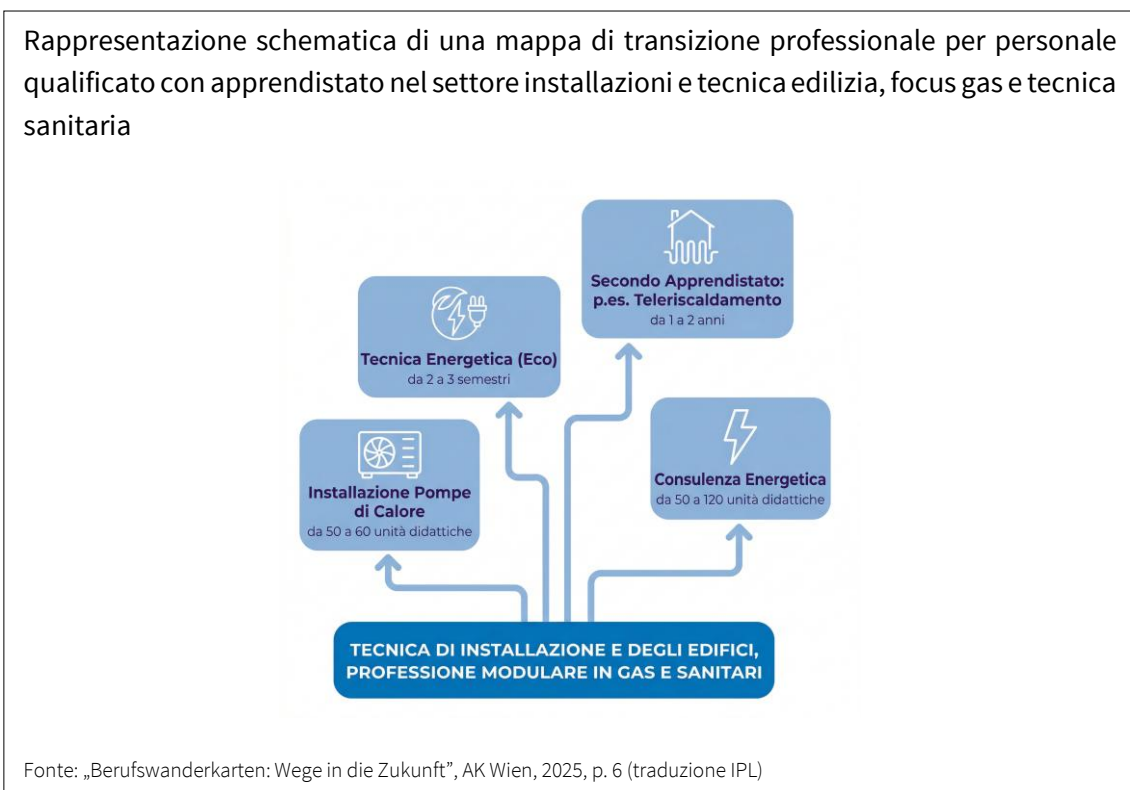 Rappresentazione schematica di una mappa di transizione professionale per personale
qualificato con apprendistato nel settore installazioni e tecnica edilizia, focus gas e tecnica
sanitaria
Secondo Apprendistato:
p.es. Teleriscaldamento
da 1 a 2 anni
Tecnica Energetica (Eco)
da 2 a 3 semestri
Installazione Pompe
di Calore
da 50 a 60 unità didattiche
Consulenza Energetica
da 50 a 120 unità didattiche
TECNICA DI INSTALLAZIONE E DEGLI EDIFICI,
PROFESSIONE MODULARE IN GAS E SANITARI
Fonte: „Berufswanderkarten: Wege in die Zukunft”, AK Wien, 2025, p. 6 (traduzione IPL)